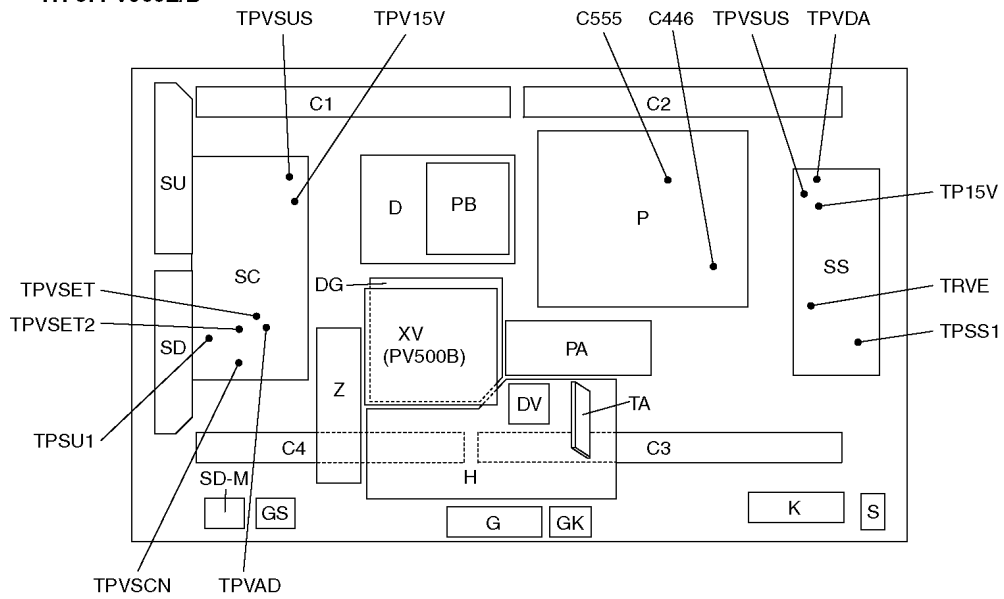 TPVSUS TPV15V C555 C446 TPVSUS TPVDA
C1 C2
SU
D PB P
TP15V
SC SS
DG
TPVSET TRVE
TPVSET2 XV
(PV500B)
SD PA TPSS1
Z
DV TA
TPSU1
C4 C3
SD-M H
GS G GK K S
TPVSCN TPVAD